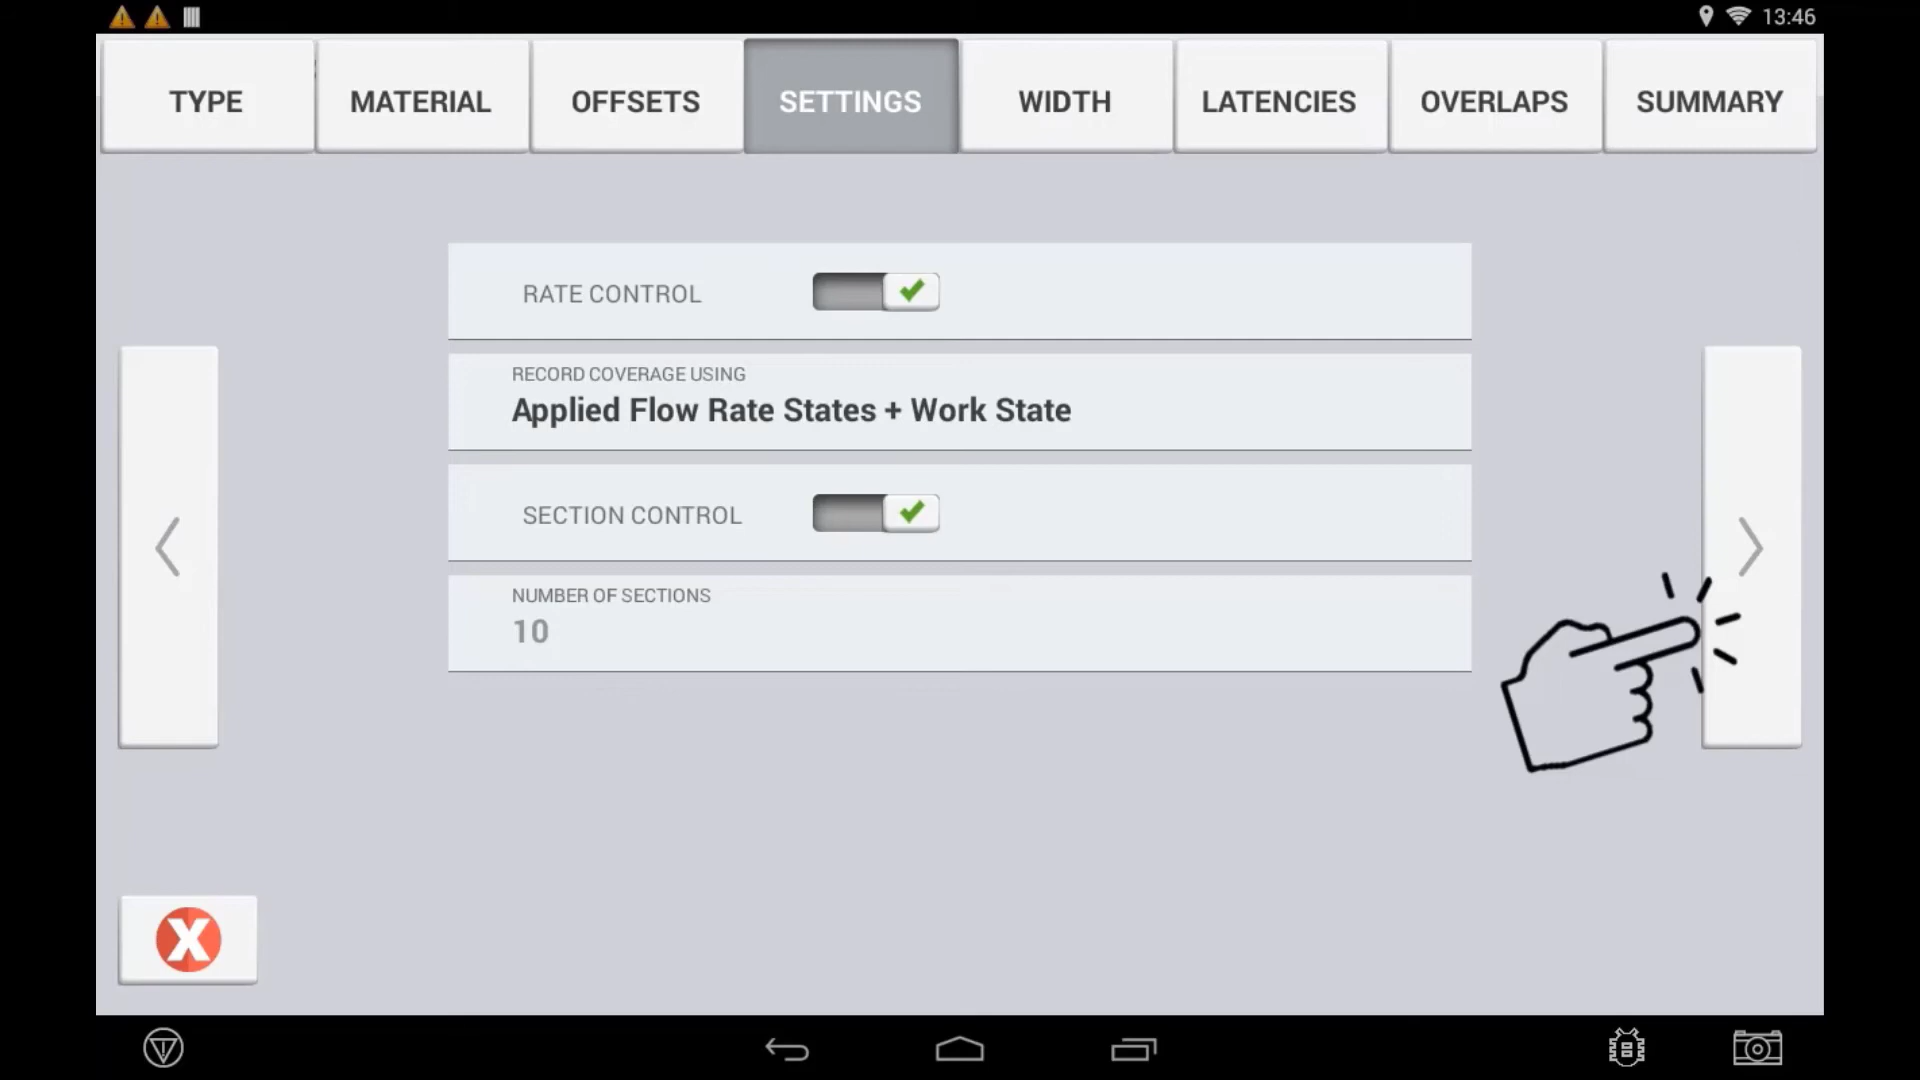 13:46
TYPE
MATERIAL
OFFSETS
SETTINGS
WIDTH
LATENCIES
OVERLAPS
SUMMARY
RATE CONTROL
RECORD COVERAGE USING
Applied Flow Rate States + Work State
SECTION CONTROL
NUMBER OF SECTIONS
10
X